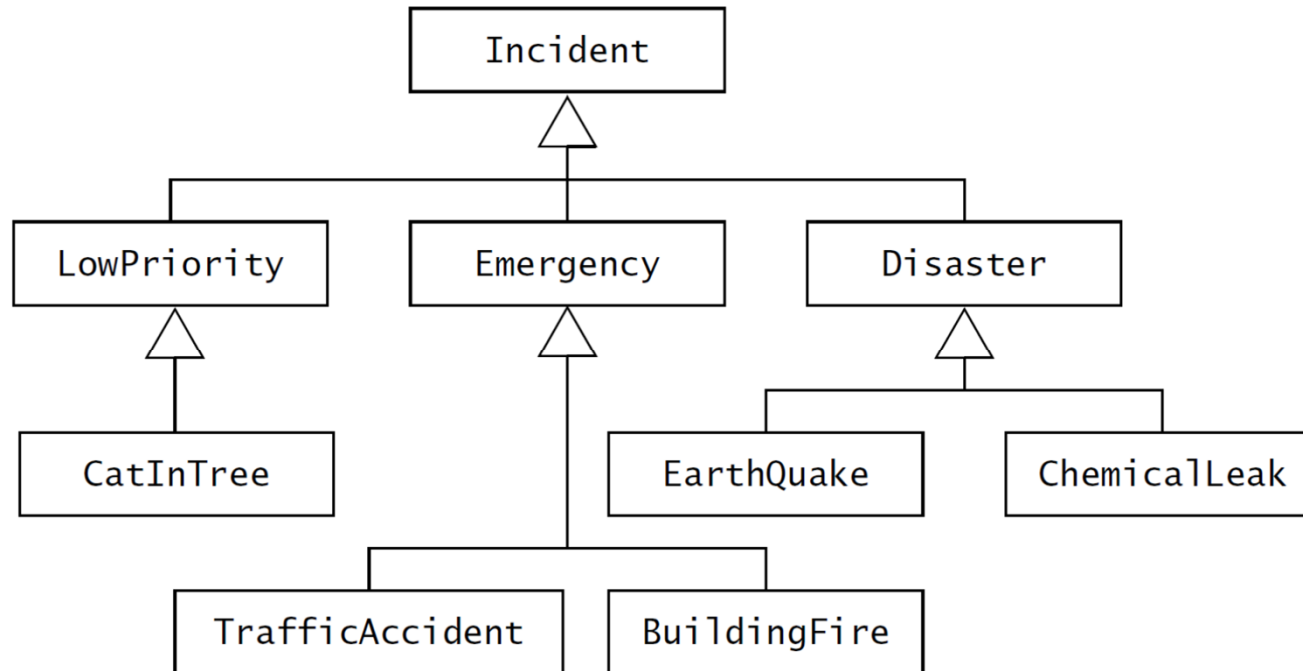 Incident
LowPriority
Emergency
Disaster
CatInTree
EarthQuake
ChemicalLeak
TrafficAccident
BuildingFire